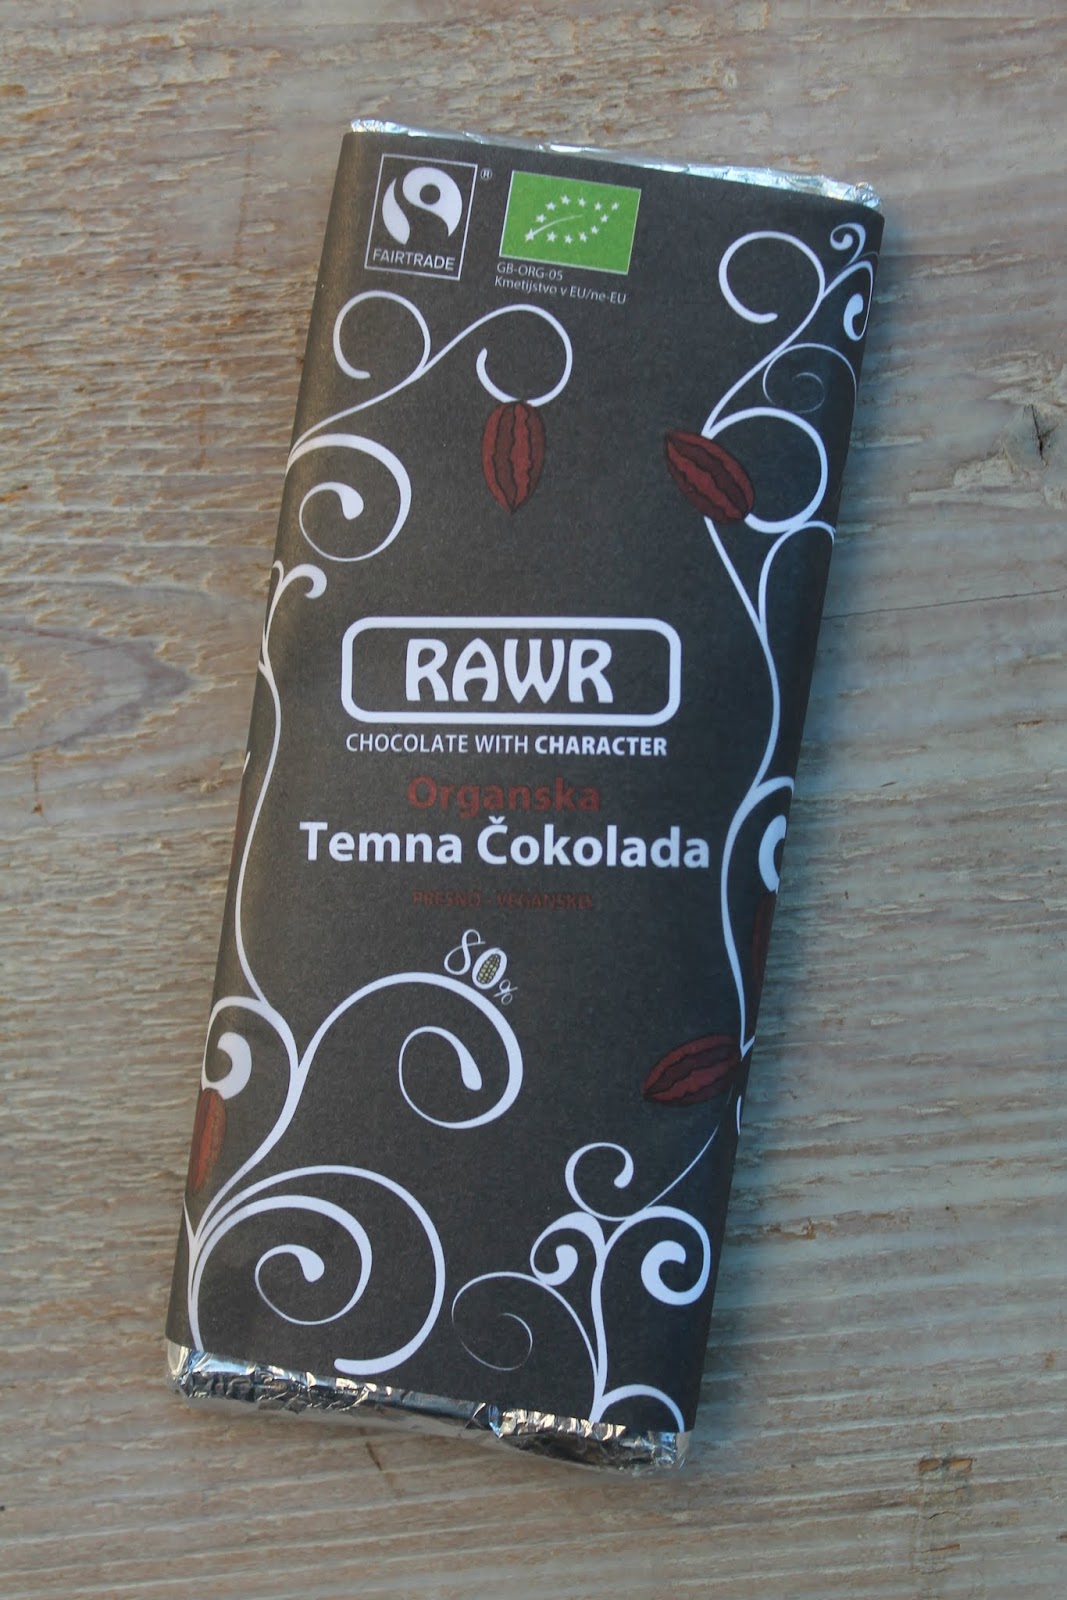 FAIRTRADE
®
GB-ORG-05
Kmetijstvo v EU/ne-EU
RAWR
CHOCOLATE WITH CHARACTER
Organska
Temna Čokolada
PRESNO - VEGANSKO
80%